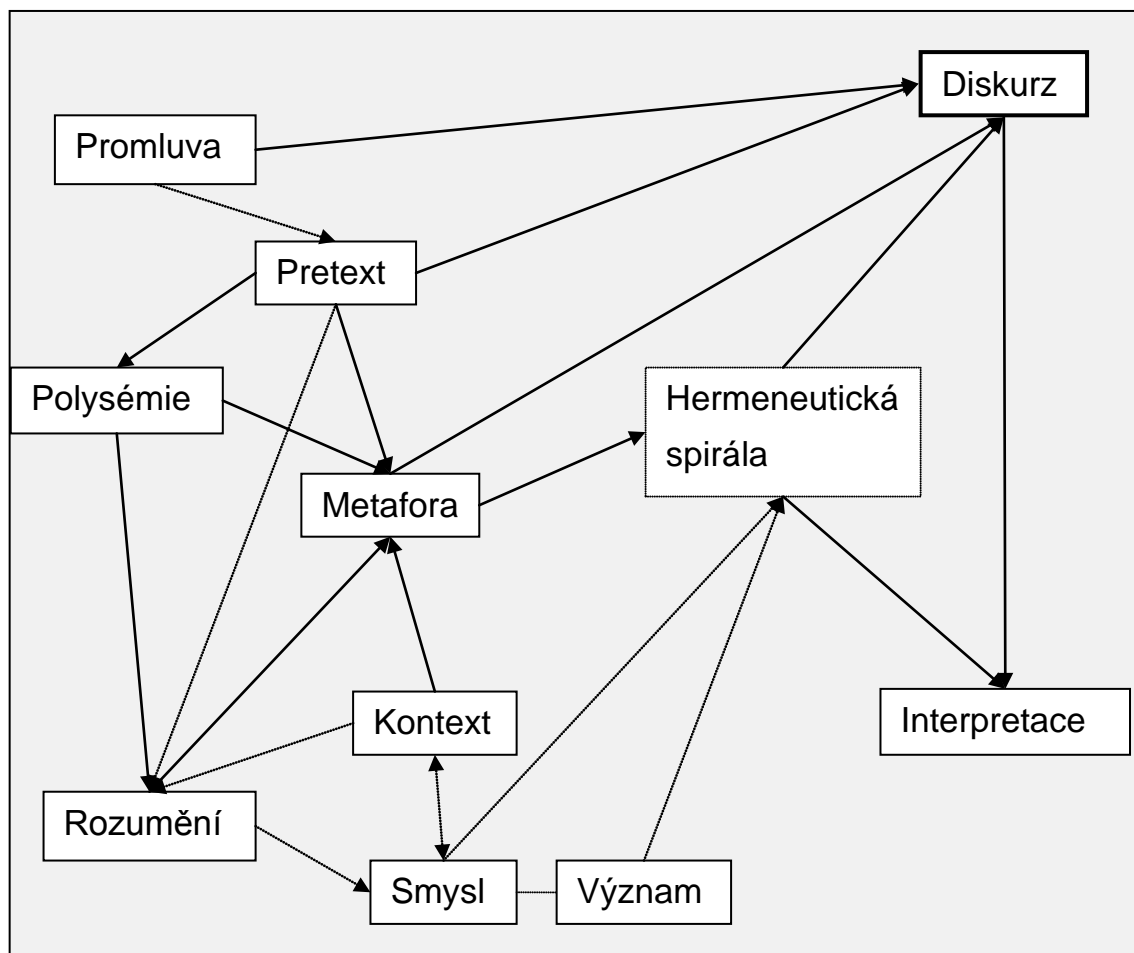 Diskurz
Promluva
Pretext
Polysémie
Hermeneutická
spirála
Metafora
Kontext
Interpretace
Rozumění
Smysl
Význam